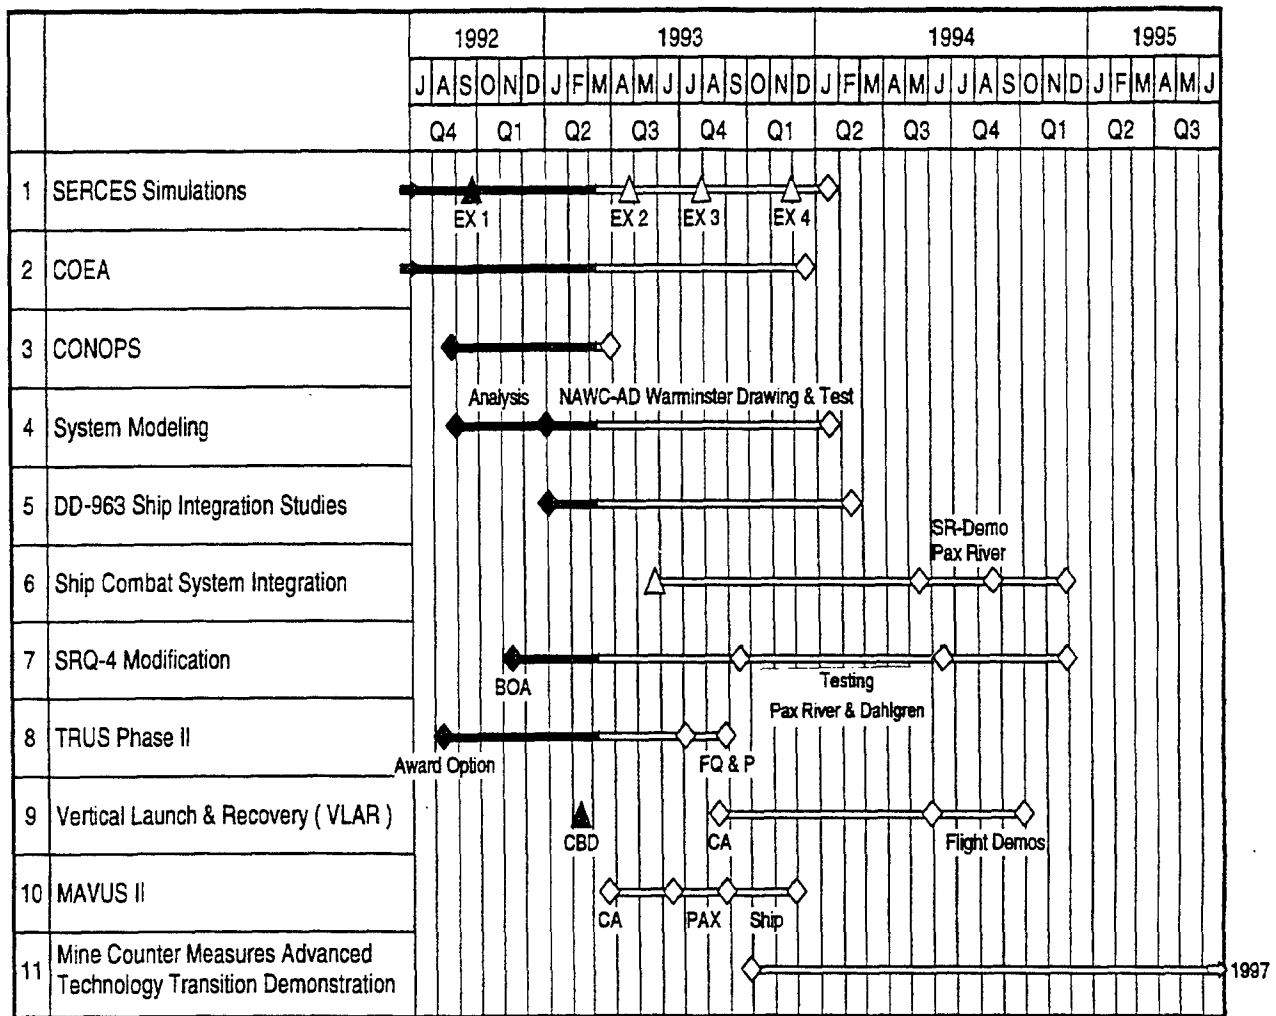 1992 1993 1994 1995
J A S O N D J F M A M J J A S O N D J F M A M J J A S O N D J F M A M J
Q4 Q1 Q2 Q3 Q4 Q1 Q2 Q3 Q4 Q1 Q2 Q3
1 SERCES Simulations
EX 1 EX 2 EX 3 EX 4
2 COEA
3 CONOPS
Analysis NAWC-AD Warminster Drawing & Test
4 System Modeling
5 DD-963 Ship Integration Studies
SR-Demo
Pax River
6 Ship Combat System Integration
7 SRQ-4 Modification
BOA
Testing
Pax River & Dahlgren
8 TRUS Phase II
Award Option FQ & P
9 Vertical Launch & Recovery ( VLAR )
CBD CA Flight Demos
10 MAVUS II
CA PAX Ship
11 Mine Counter Measures Advanced
Technology Transition Demonstration
1997